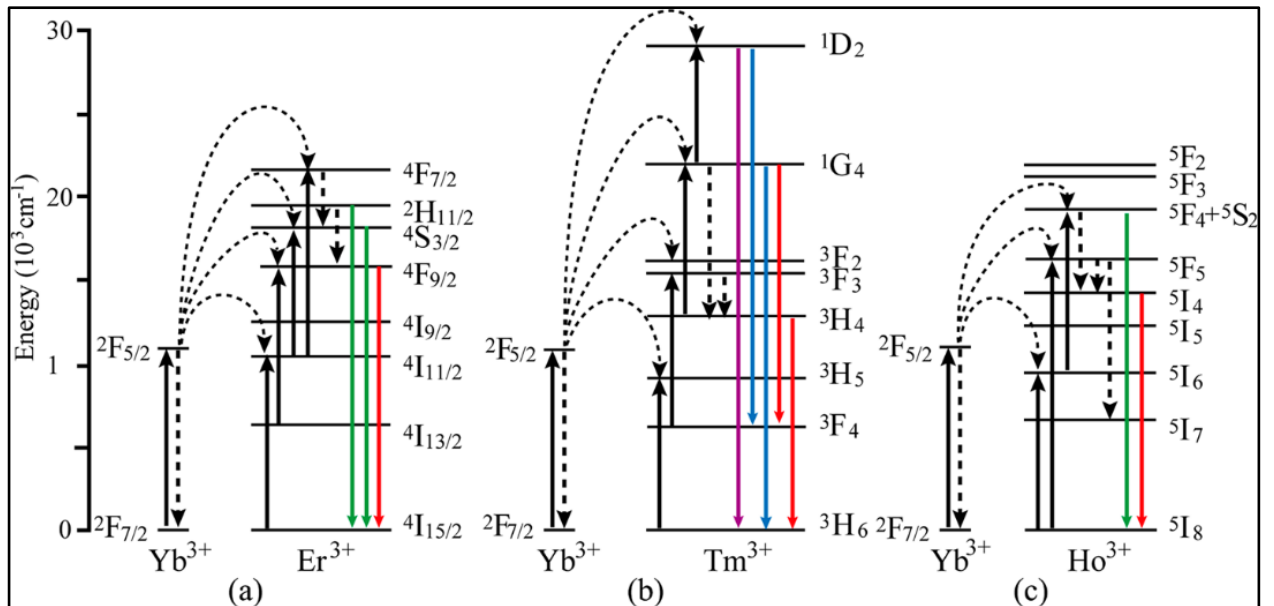 Energy (10³cm⁻¹)
30
20
1
0
²F₅/₂
²F₇/₂
Yb³⁺
⁴F₇/₂
²H₁₁/₂
⁴S₃/₂
⁴F₉/₂
⁴I₉/₂
⁴I₁₁/₂
⁴I₁₃/₂
⁴I₁₅/₂
Er³⁺
(a)
²F₅/₂
²F₇/₂
Yb³⁺
¹D₂
¹G₄
³F₂
³F₃
³H₄
³H₅
³F₄
³H₆
Tm³⁺
(b)
²F₅/₂
²F₇/₂
Yb³⁺
⁵F₂
⁵F₃
⁵F₄+⁵S₂
⁵F₅
⁵I₄
⁵I₅
⁵I₆
⁵I₇
⁵I₈
Ho³⁺
(c)